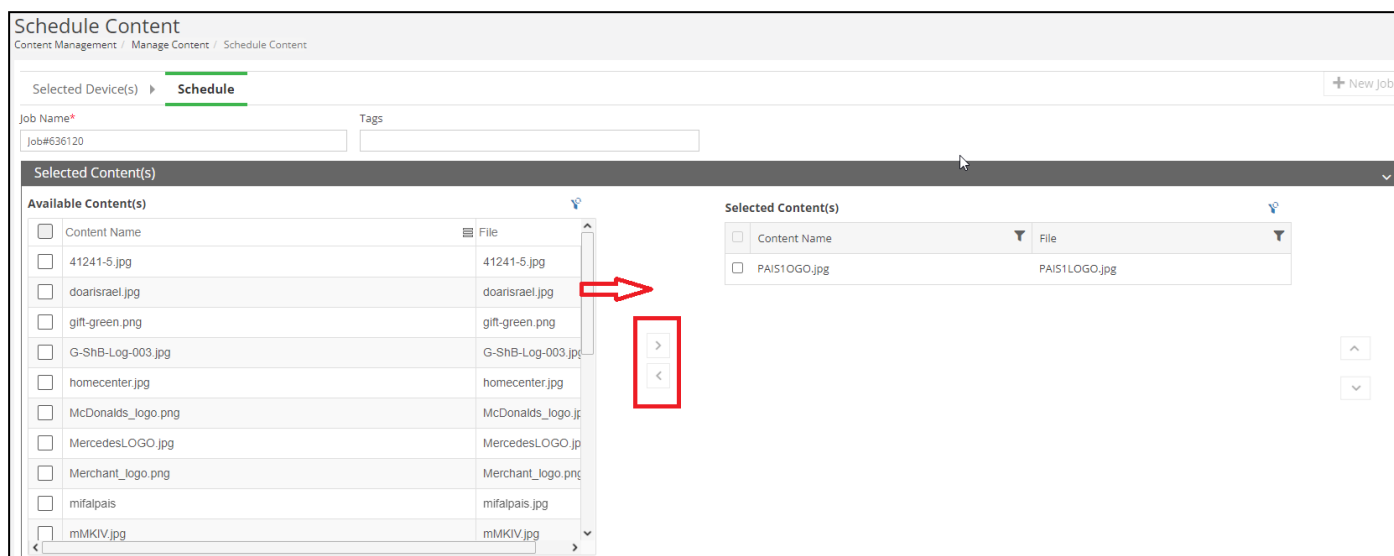 Schedule Content
Content Management / Manage Content / Schedule Content
Selected Device(s) Schedule
+ New Job
Job Name* Tags
Job#636120
Selected Content(s)
Available Content(s)
Content Name File
41241-5.jpg 41241-5.jpg
doarisrael.jpg doarisrael.jpg
gift-green.png gift-green.png
G-ShB-Log-003.jpg G-ShB-Log-003.jpg
homecenter.jpg homecenter.jpg
McDonalds_logo.png McDonalds_logo.jp
MercedesLOGO.jpg MercedesLOGO.jp
Merchant_logo.png Merchant_logo.png
mifalpais mifalpais.jpg
mMKIV.jpg mMKIV.jpg
Selected Content(s)
Content Name File
PAIS1OGO.jpg PAIS1LOGO.jpg